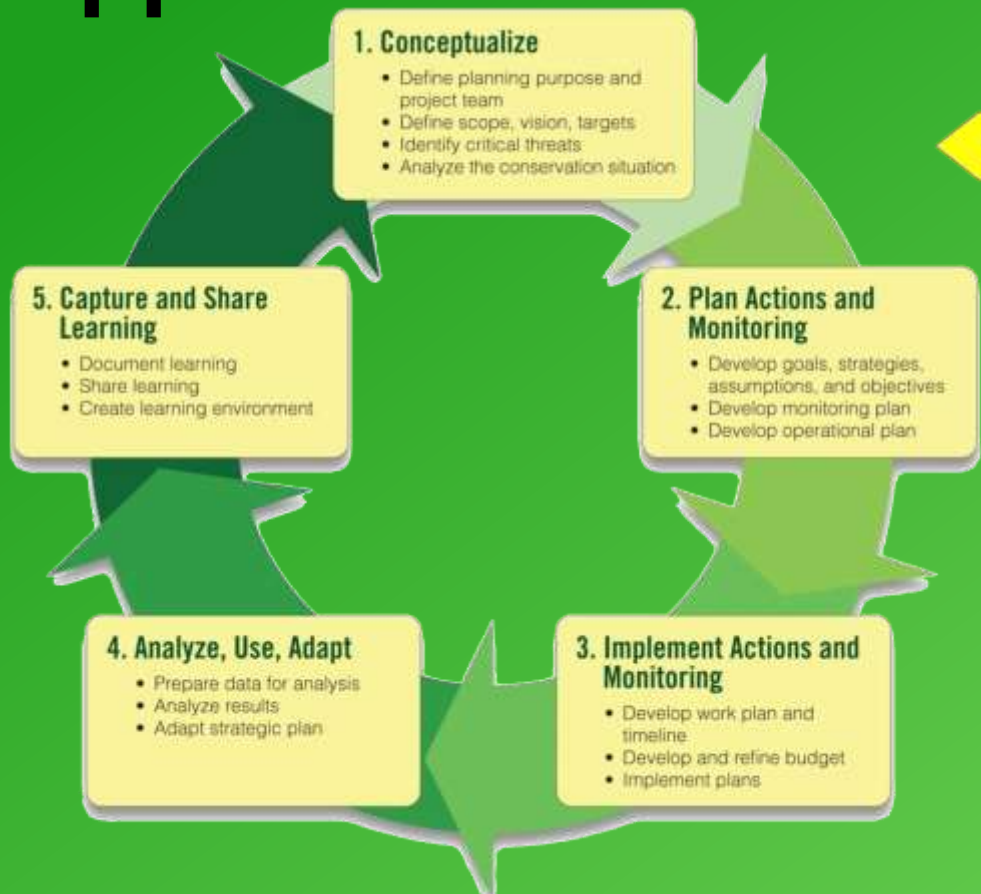 1. Conceptualize
• Define planning purpose and
project team
• Define scope, vision, targets
• Identify critical threats
• Analyze the conservation situation
2. Plan Actions and
Monitoring
• Develop goals, strategies,
assumptions, and objectives
• Develop monitoring plan
• Develop operational plan
3. Implement Actions and
Monitoring
• Develop work plan and
timeline
• Develop and refine budget
• Implement plans
4. Analyze, Use, Adapt
• Prepare data for analysis
• Analyze results
• Adapt strategic plan
5. Capture and Share
Learning
• Document learning
• Share learning
• Create learning environment